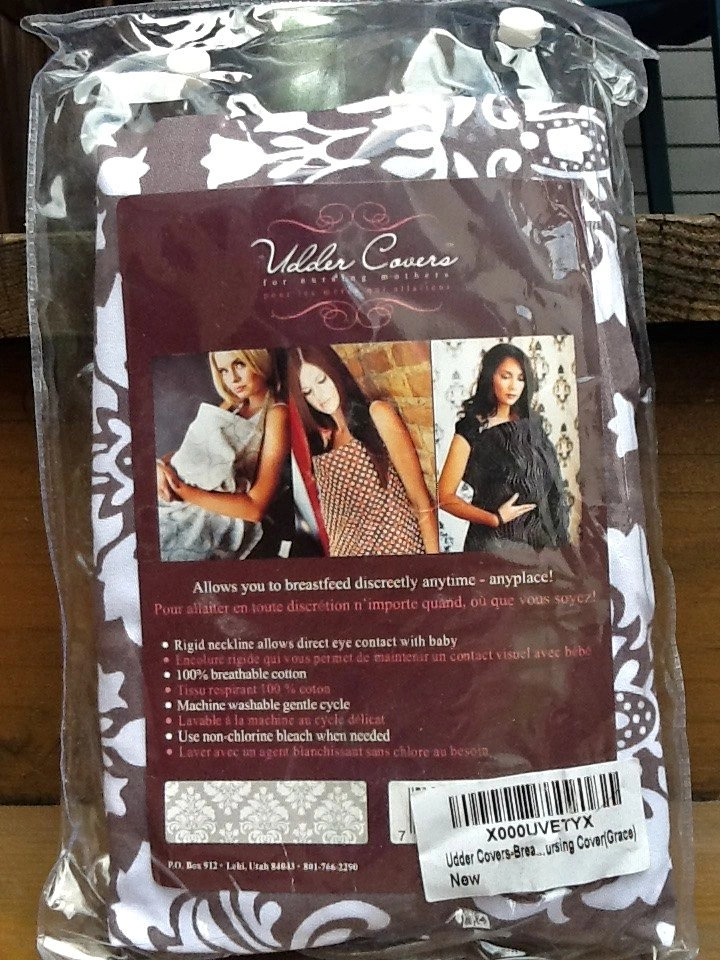 Udder Covers
for nursing mothers
pour les
Allows you to breastfeed discreetly anytime - anyplace!
Pour allaiter en toute discrétion n'importe quand, où que vous soyez!
• Rigid neckline allows direct eye contact with baby
• Encolure rigide qui vous permet de maintenir un contact visuel avec bébé
• 100% breathable cotton
• Tissu respirant 100 % coton
• Machine washable gentle cycle
• Lavable à la machine au cycle délicat
• Use non-chlorine bleach when needed
• Laver avec un agent blanchissant sans chlore au besoin
7
X000UVETYX
Udder Covers-Brea...ursing Cover(Grace)
New
P.O. Box 912 • Lehi, Utah 84043 • 801-766-2290